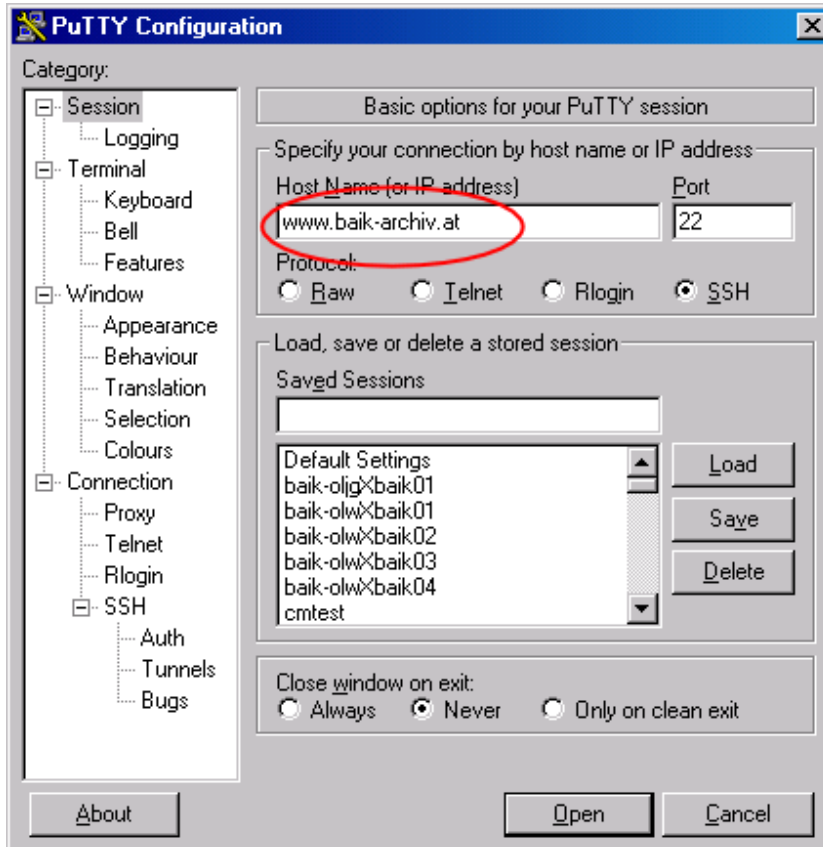 PuTTY Configuration
Category:
Session
Logging
Terminal
Keyboard
Bell
Features
Window
Appearance
Behaviour
Translation
Selection
Colours
Connection
Proxy
Telnet
Rlogin
SSH
Auth
Tunnels
Bugs
Basic options for your PuTTY session
Specify your connection by host name or IP address
Host Name (or IP address) Port
www.baik-archiv.at 22
Protocol:
Raw Telnet Rlogin SSH
Load, save or delete a stored session
Saved Sessions
Default Settings
baik-oljgXbaik01
baik-olwXbaik01
baik-olwXbaik02
baik-olwXbaik03
baik-olwXbaik04
cmtest
Load
Save
Delete
Close window on exit:
Always Never Only on clean exit
About Open Cancel